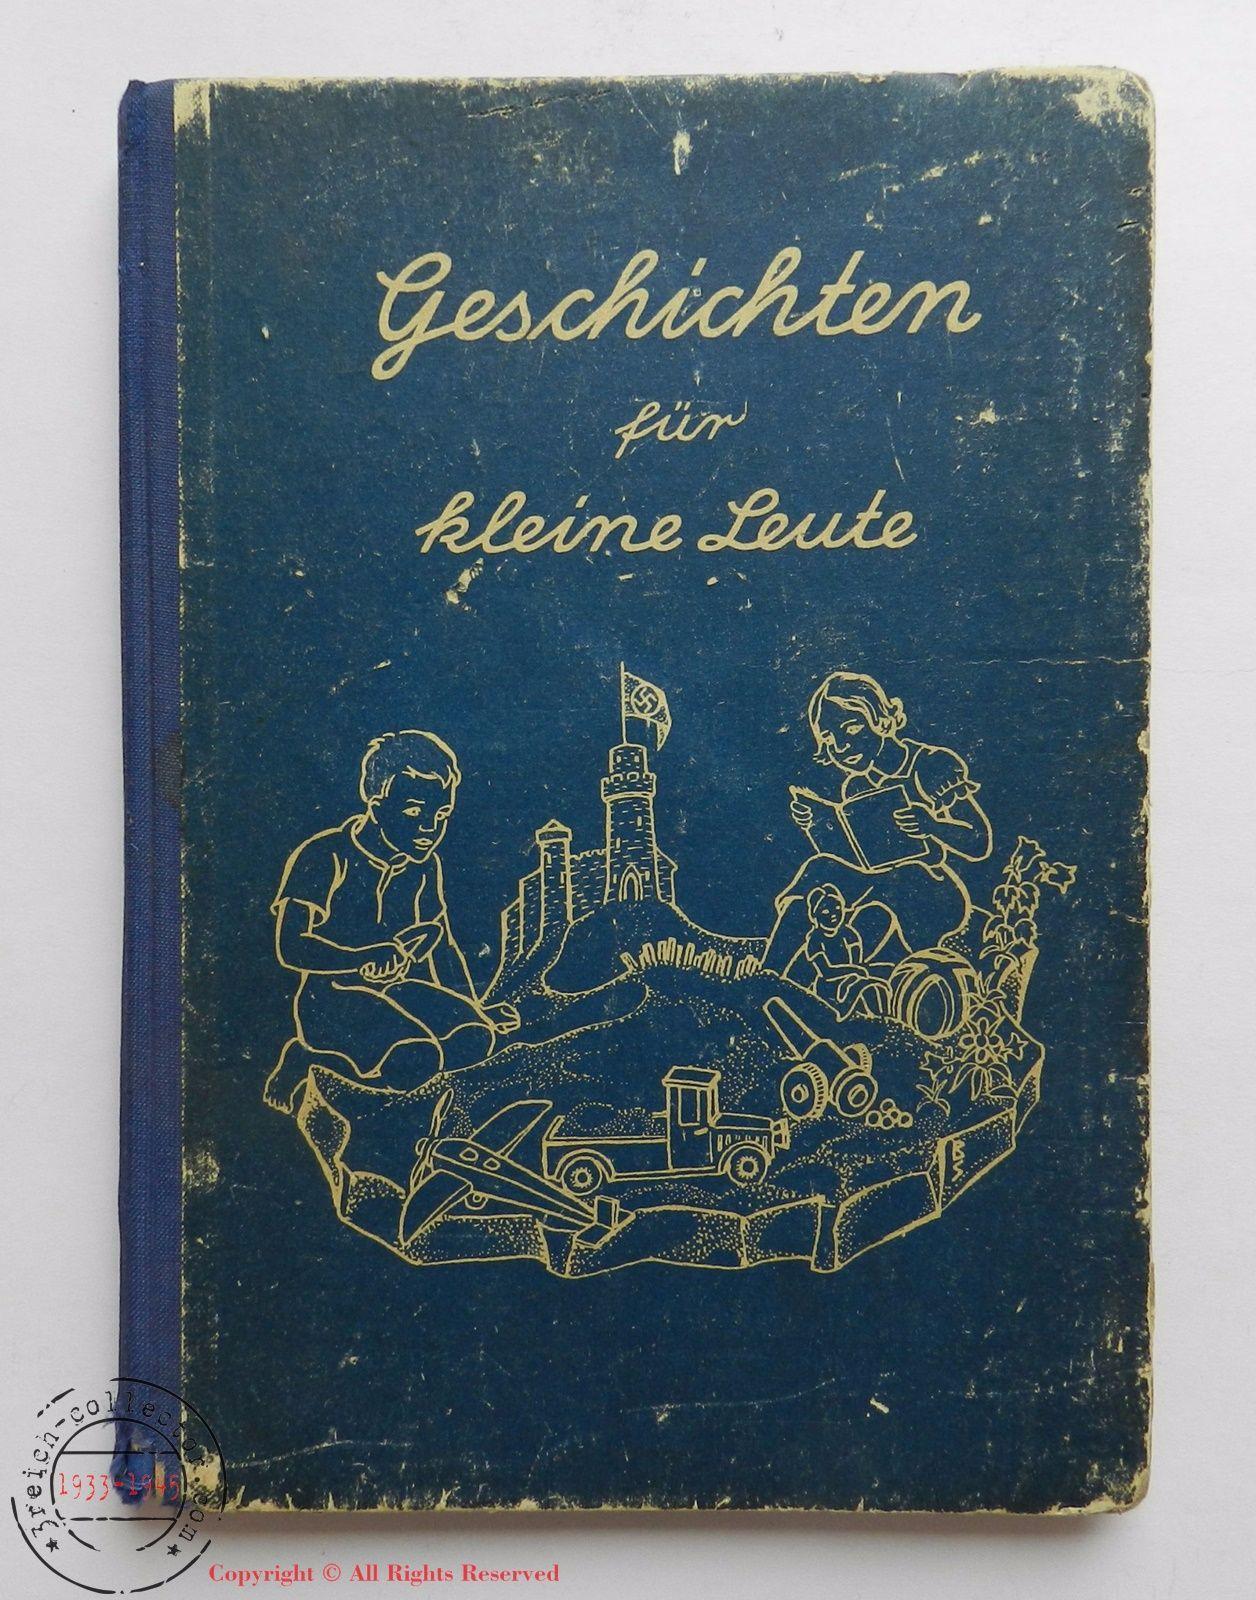 Geschichten
für
kleine Leute
3reich-collector.com
1933-1945
Copyright © All Rights Reserved